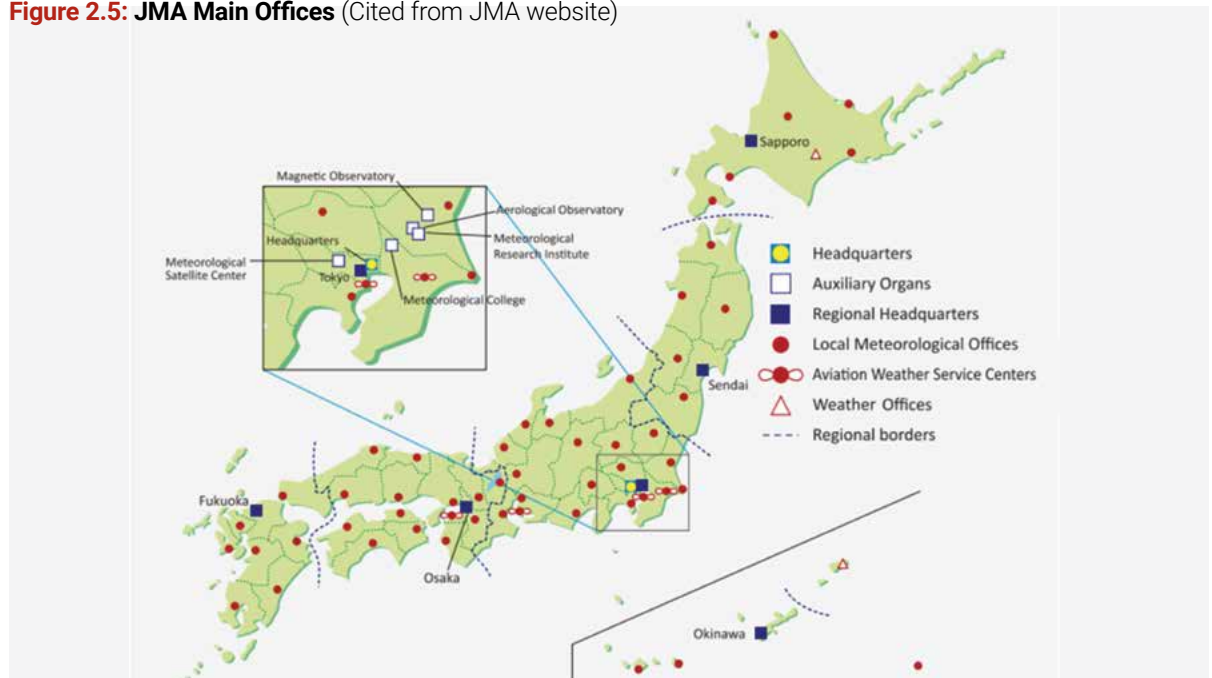 Figure 2.5: JMA Main Offices (Cited from JMA website)
Sapporo
Magnetic Observatory
Aerological Observatory
Headquarters
Meteorological
Research Institute
Meteorological
Satellite Center
Tokyo
Meteorological College
Headquarters
Auxiliary Organs
Regional Headquarters
Local Meteorological Offices
Aviation Weather Service Centers
Weather Offices
Regional borders
Sendai
Fukuoka
Osaka
Okinawa